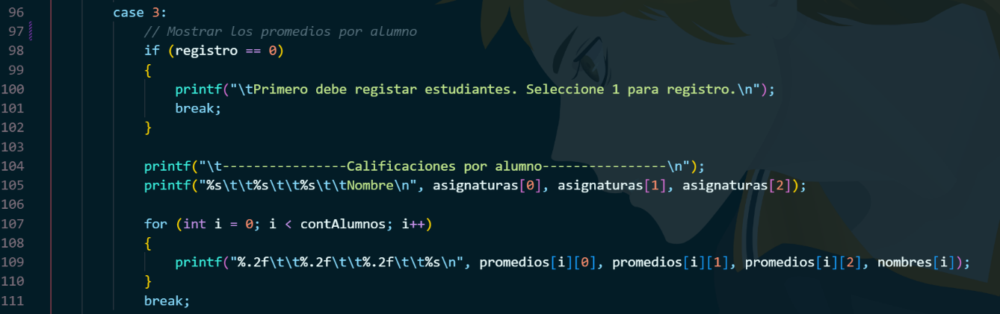 96 case 3:
97 // Mostrar los promedios por alumno
98 if (registro == 0)
99 {
100 printf("\tPrimero debe registar estudiantes. Seleccione 1 para registro.\n");
101 break;
102 }
103
104 printf("\t----------------Calificaciones por alumno----------------\n");
105 printf("%s\t\t%s\t\t%s\t\tNombre\n", asignaturas[0], asignaturas[1], asignaturas[2]);
106
107 for (int i = 0; i < contAlumnos; i++)
108 {
109 printf("%.2f\t\t%.2f\t\t%.2f\t\t%s\n", promedios[i][0], promedios[i][1], promedios[i][2], nombres[i]);
110 }
111 break;